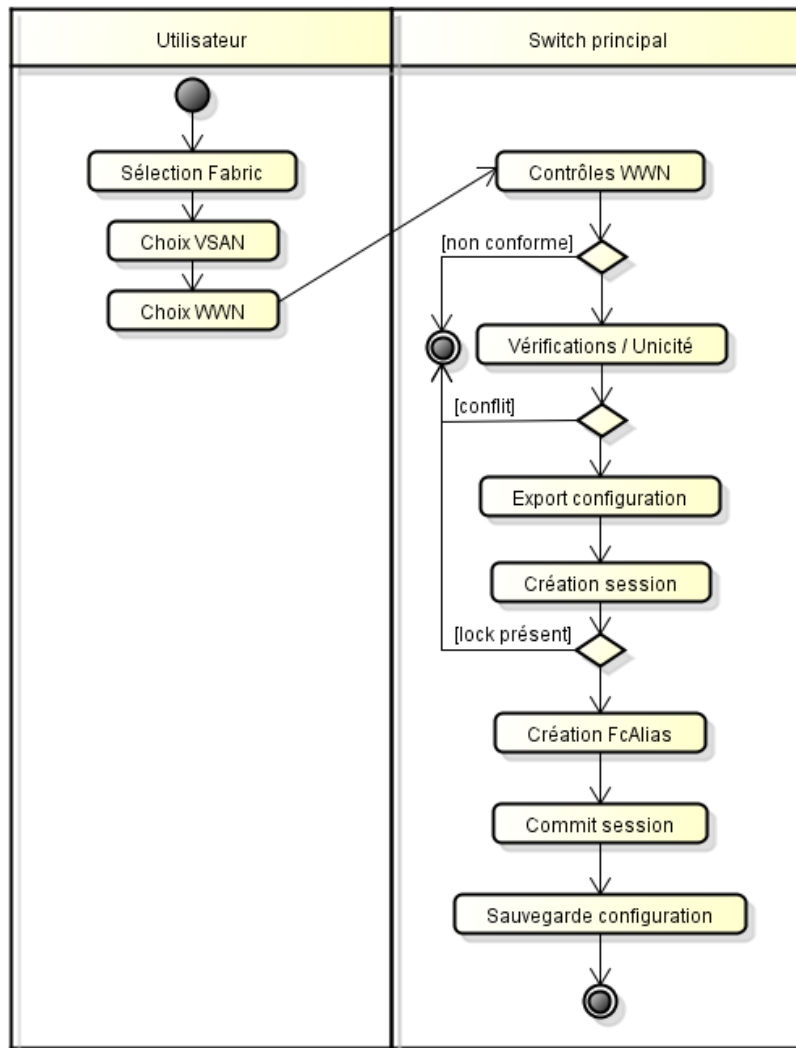 Utilisateur
Switch principal
Sélection Fabric
Contrôles WWN
Choix VSAN
[non conforme]
Choix WWN
Vérifications / Unicité
[conflit]
Export configuration
Création session
[lock présent]
Création FcAlias
Commit session
Sauvegarde configuration